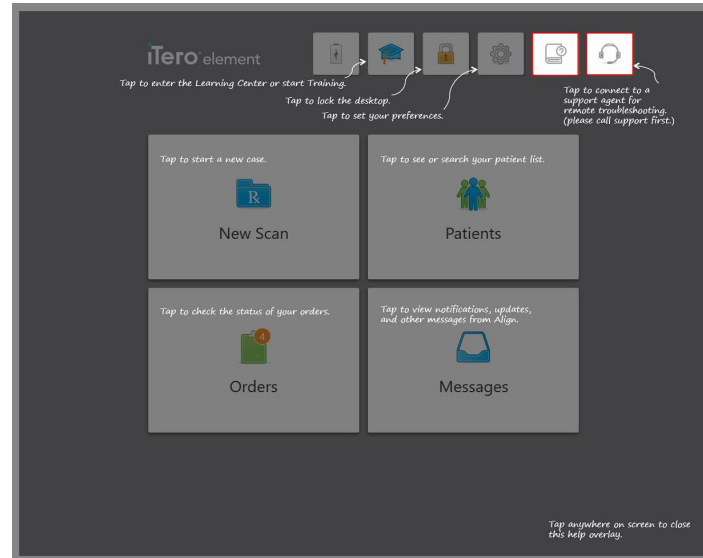 iTero element
Tap to enter the Learning Center or start Training.
Tap to lock the desktop.
Tap to set your preferences.
Tap to connect to a
support agent for
remote troubleshooting.
(please call support first.)
Tap to start a new case.
Rx
New Scan
Tap to see or search your patient list.
Patients
Tap to check the status of your orders.
4
Orders
Tap to view notifications, updates,
and other messages from Align.
Messages
Tap anywhere on screen to close
this help overlay.